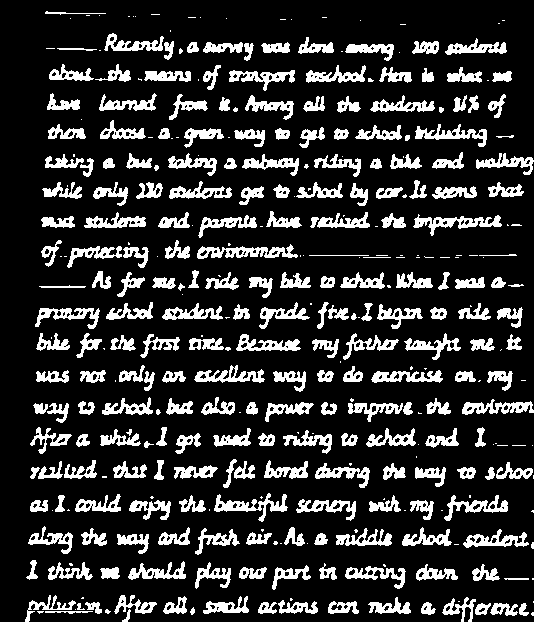 Recently, a survey was done among 2000 students
about the means of transport toschool. Here is what we
have learned from it. Among all the students, % of
them choose a green way to get to school, including
taking a bus, taking a subway, riding a bike and walking
while only students get to school by car. It seems that
most students and parents have realized the importance
of protecting the environment.
As for me, I ride my bike to school. When I was a
primary school student in grade five, I began to ride my
bike for the first time. Because my father taught me it
was not only an excellent way to do exericise on my
way to school, but also a power to improve the environm
After a while, I got used to riding to school and I
realized that I never felt bored during the way to schoo
as I could enjoy the beautiful scenery with my friends
along the way and fresh air. As a middle school student,
I think we should play our part in cutting down the
pollution. After all, small actions can make a difference